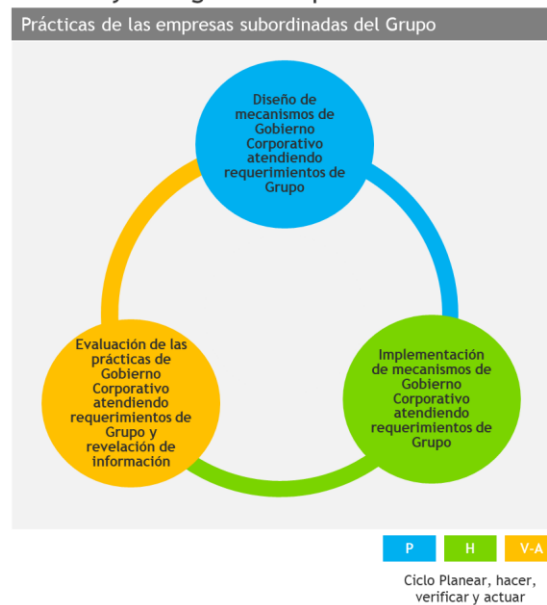 Prácticas de las empresas subordinadas del Grupo
Diseño de
mecanismos de
Gobierno
Corporativo
atendiendo
requerimientos de
Grupo
Evaluación de las
prácticas de
Gobierno
Corporativo
atendiendo
requerimientos de
Grupo y
revelación de
información
Implementación
de mecanismos de
Gobierno
Corporativo
atendiendo
requerimientos de
Grupo
P H V-A
Ciclo Planear, hacer,
verificar y actuar